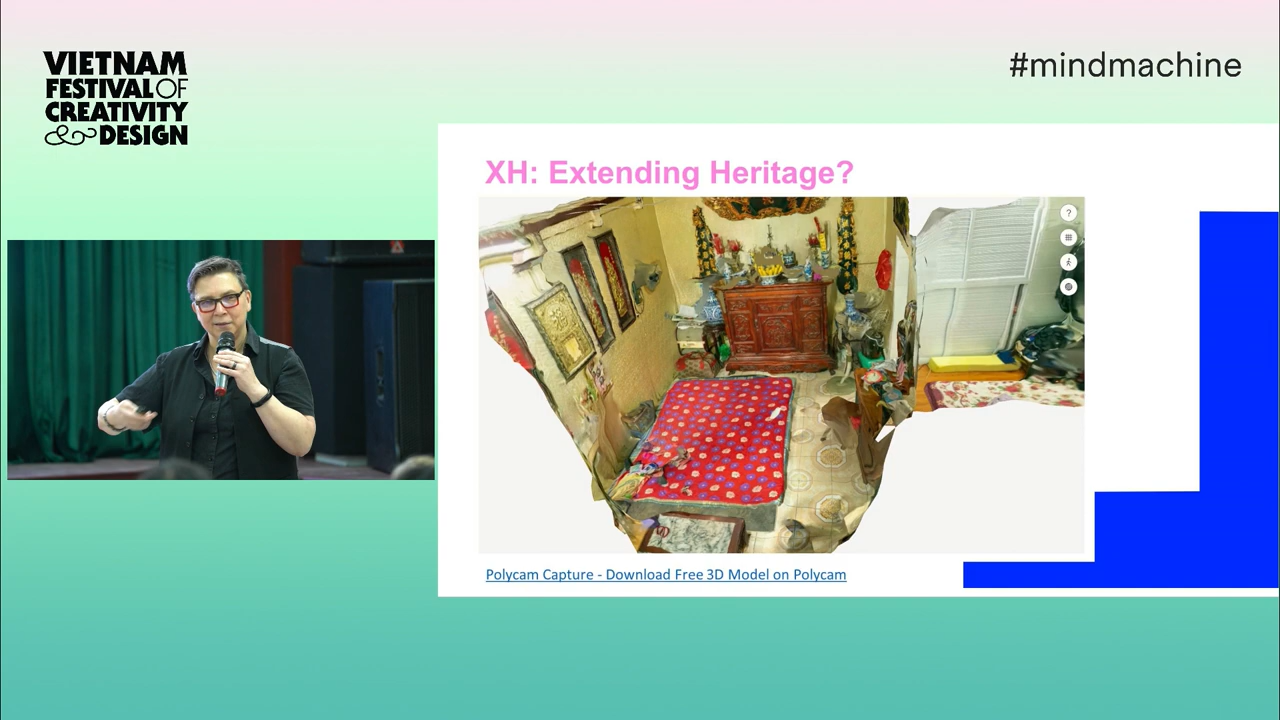 VIETNAM
FESTIVAL OF
CREATIVITY
& DESIGN
#mindmachine
XH: Extending Heritage?
?
Polycam Capture - Download Free 3D Model on Polycam